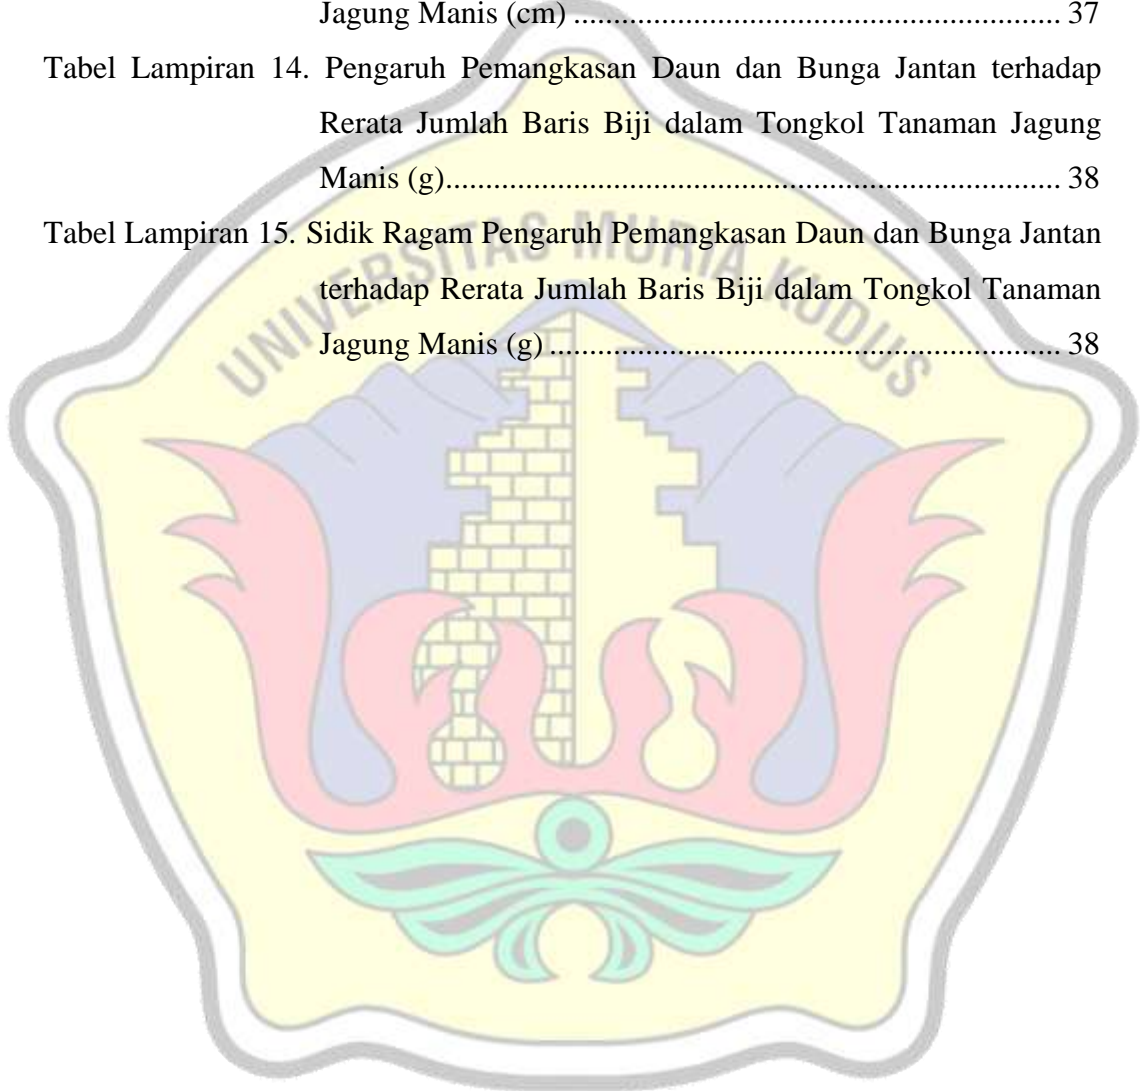 Jagung Manis (cm) ................................................... 37
Tabel Lampiran 14. Pengaruh Pemangkasan Daun dan Bunga Jantan terhadap
Rerata Jumlah Baris Biji dalam Tongkol Tanaman Jagung
Manis (g)................................................................. 38
Tabel Lampiran 15. Sidik Ragam Pengaruh Pemangkasan Daun dan Bunga Jantan
terhadap Rerata Jumlah Baris Biji dalam Tongkol Tanaman
Jagung Manis (g) ...................................................... 38
UNIVERSITAS MURIA KUDUS